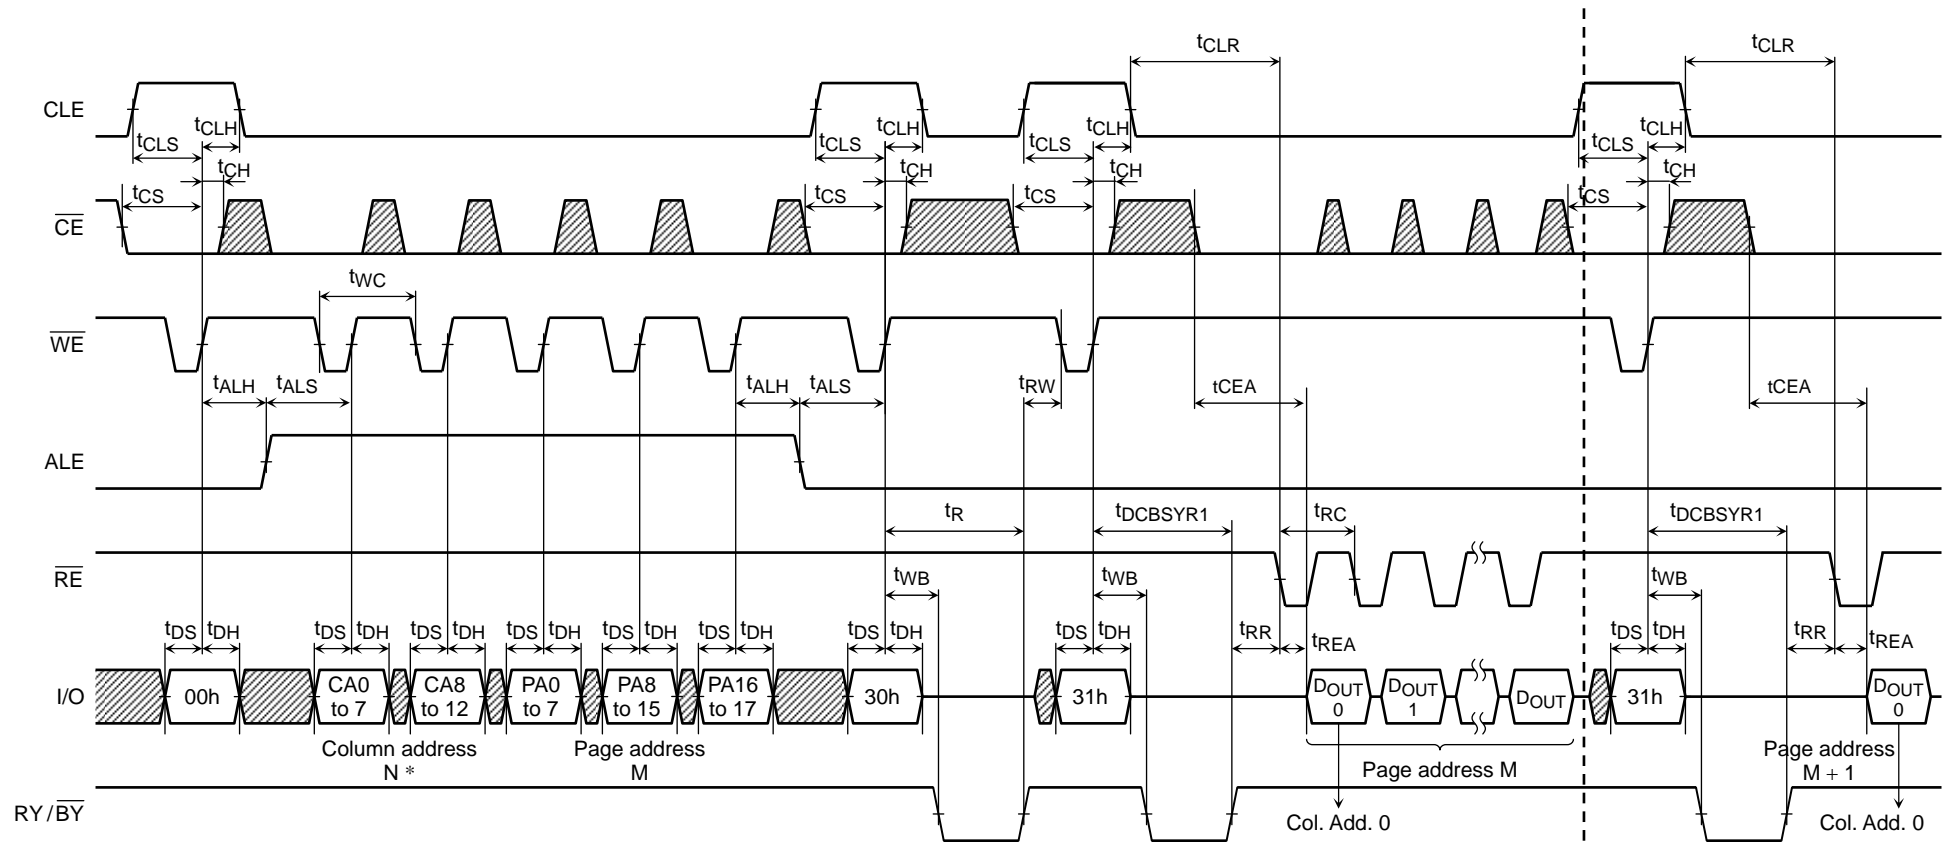 tCLR tCLR
CLE
tCLS tCLH tCLS tCLH tCLS tCLH tCLS tCLH
tCS tCH tCS tCH tCS tCH tCS tCH
CE
tWC
WE
tALH tALS tALH tALS tRW tCEA tCEA
ALE
tR tDCBSYR1 tRC tDCBSYR1
RE
tWB tWB tWB
tDS tDH tDS tDH tDS tDH tDS tDH tDS tDH tDS tDH tDS tDH tDS tDH tRR tREA tDS tDH tRR tREA
I/O 00h CA0 to 7 CA8 to 12 PA0 to 7 PA8 to 15 PA16 to 17 30h 31h DOUT 0 DOUT 1 DOUT 31h DOUT 0
Column address N *
Page address M
Page address M
Page address M + 1
RY/BY
Col. Add. 0 Col. Add. 0